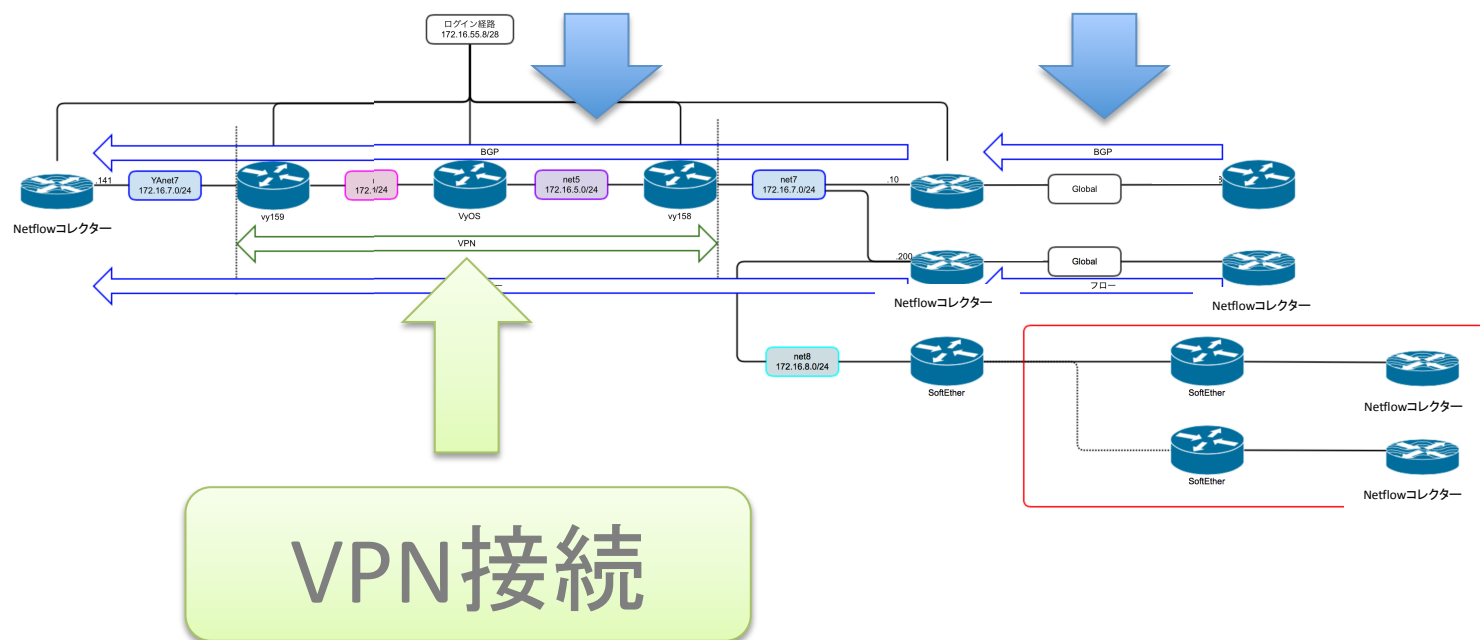 ログイン経路
172.16.55.8/28
BGP
BGP
.141
YAnet7
172.16.7.0/24
172.1/24
net5
172.16.5.0/24
net7
172.16.7.0/24
.10
Global
Netflowコレクター
vy159
VyOS
vy158
VPN
.200
Global
フロー
Netflowコレクター
Netflowコレクター
net8
172.16.8.0/24
SoftEther
SoftEther
Netflowコレクター
SoftEther
Netflowコレクター
VPN接続